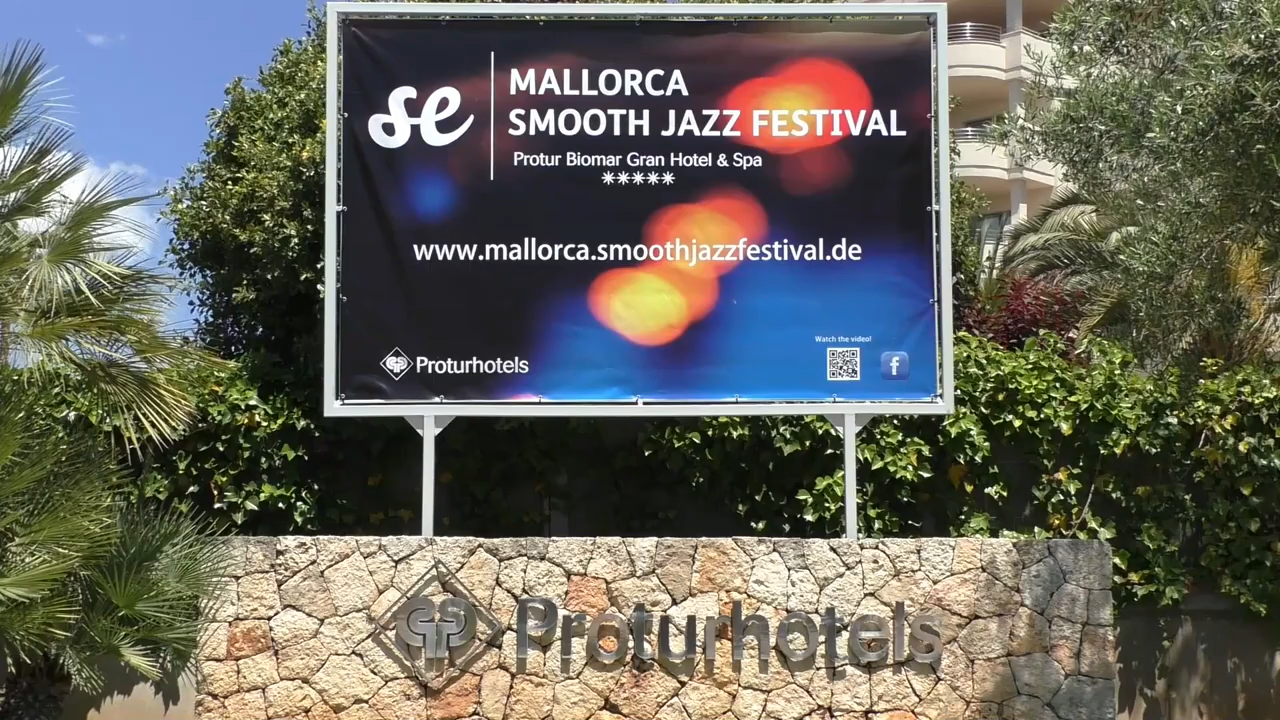 se
MALLORCA
SMOOTH JAZZ FESTIVAL
Protur Biomar Gran Hotel & Spa
*****
www.mallorca.smoothjazzfestival.de
Watch the video!
Proturhotels
f
Proturhotels